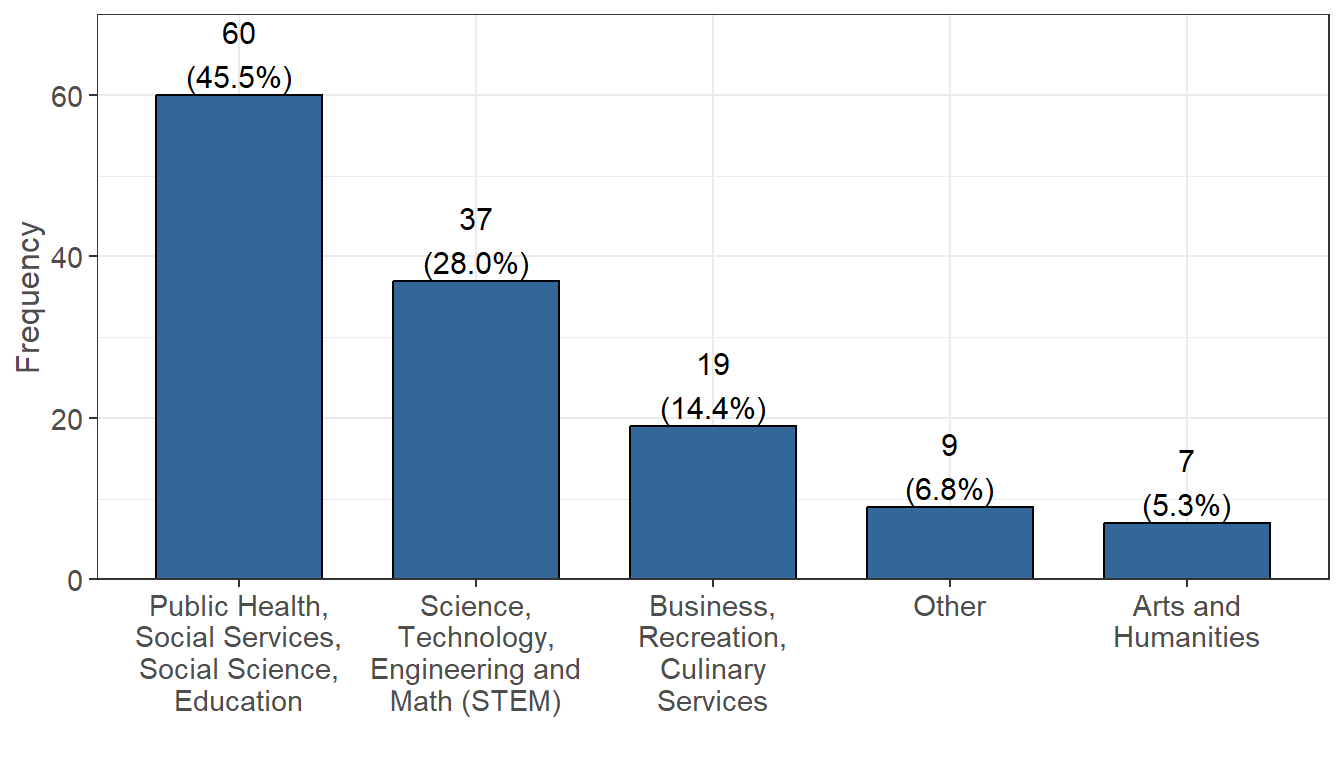 60
(45.5%)
60
37
(28.0%)
40
19
(14.4%)
20
9
(6.8%)
7
(5.3%)
0
Frequency
Public Health,
Social Services,
Social Science,
Education
Science,
Technology,
Engineering and
Math (STEM)
Business,
Recreation,
Culinary
Services
Other
Arts and
Humanities